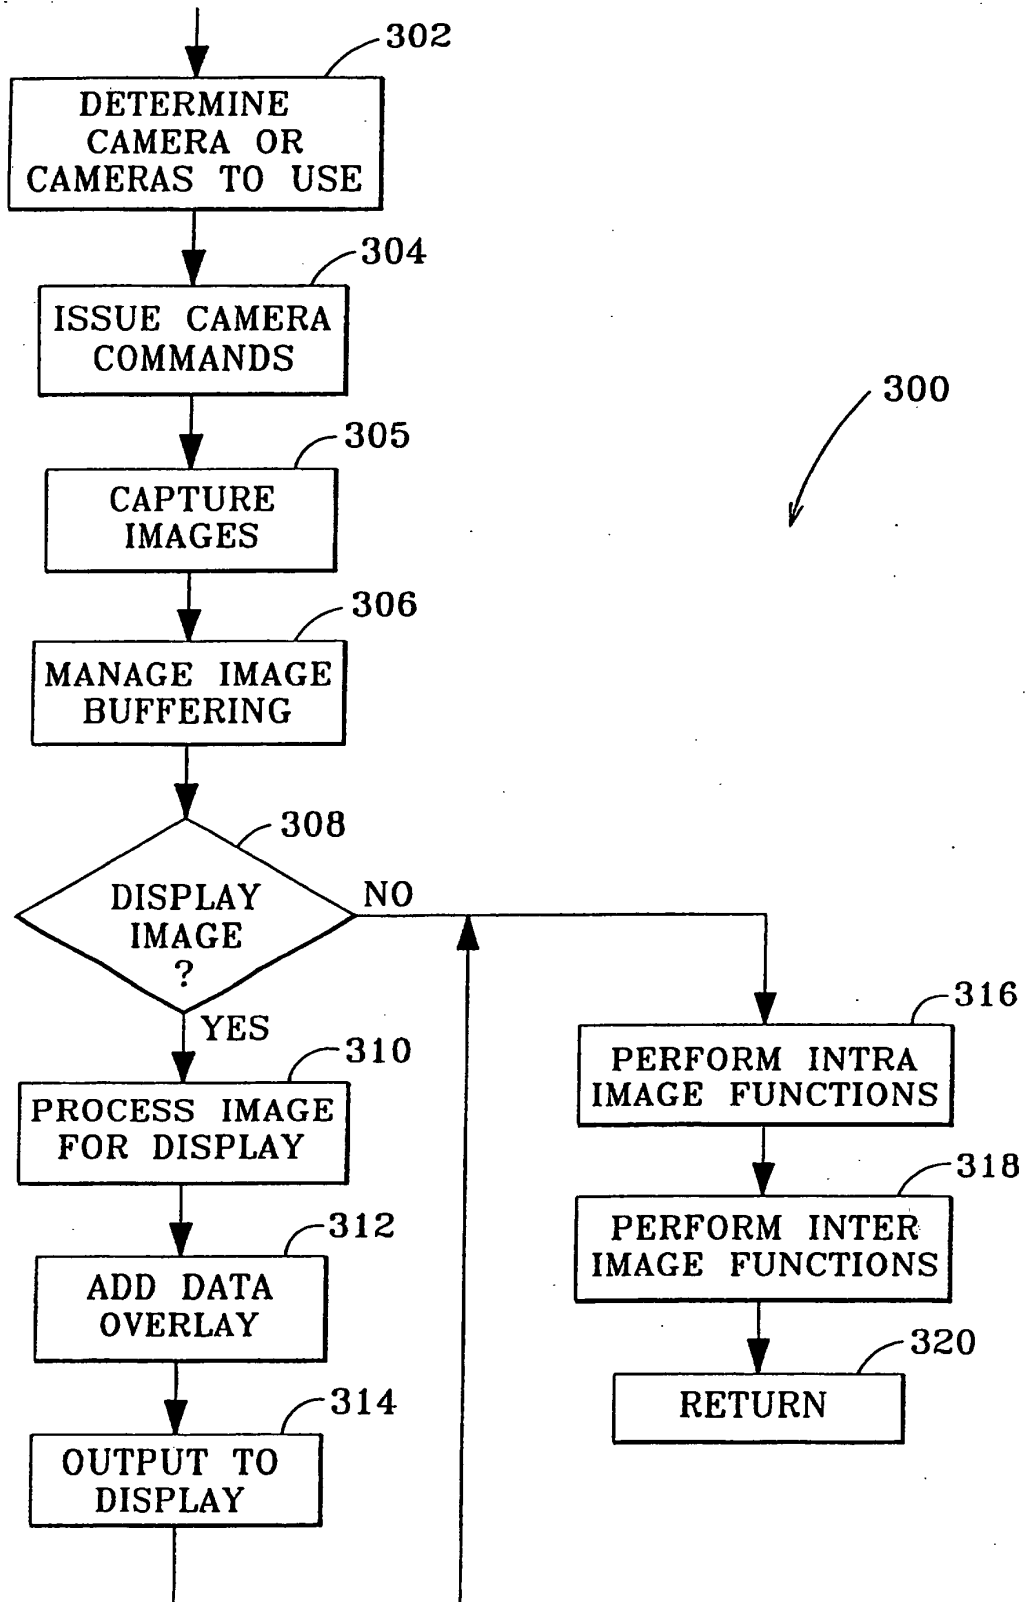 302
DETERMINE
CAMERA OR
CAMERAS TO USE
304
ISSUE CAMERA
COMMANDS
300
305
CAPTURE
IMAGES
306
MANAGE IMAGE
BUFFERING
308
DISPLAY
IMAGE
?
NO
YES
310
PROCESS IMAGE
FOR DISPLAY
312
ADD DATA
OVERLAY
314
OUTPUT TO
DISPLAY
316
PERFORM INTRA
IMAGE FUNCTIONS
318
PERFORM INTER
IMAGE FUNCTIONS
320
RETURN